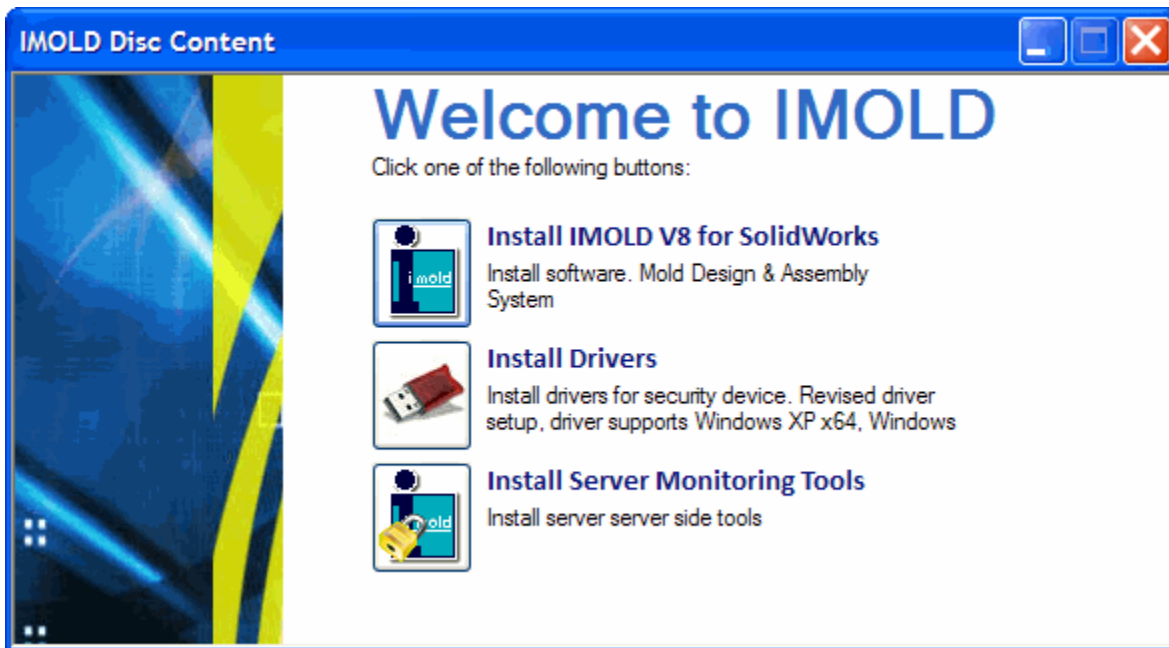 IMOLD Disc Content
Welcome to IMOLD
Click one of the following buttons:
imold
Install IMOLD V8 for SolidWorks
Install software. Mold Design & Assembly
System
Install Drivers
Install drivers for security device. Revised driver
setup, driver supports Windows XP x64, Windows
old
Install Server Monitoring Tools
Install server server side tools